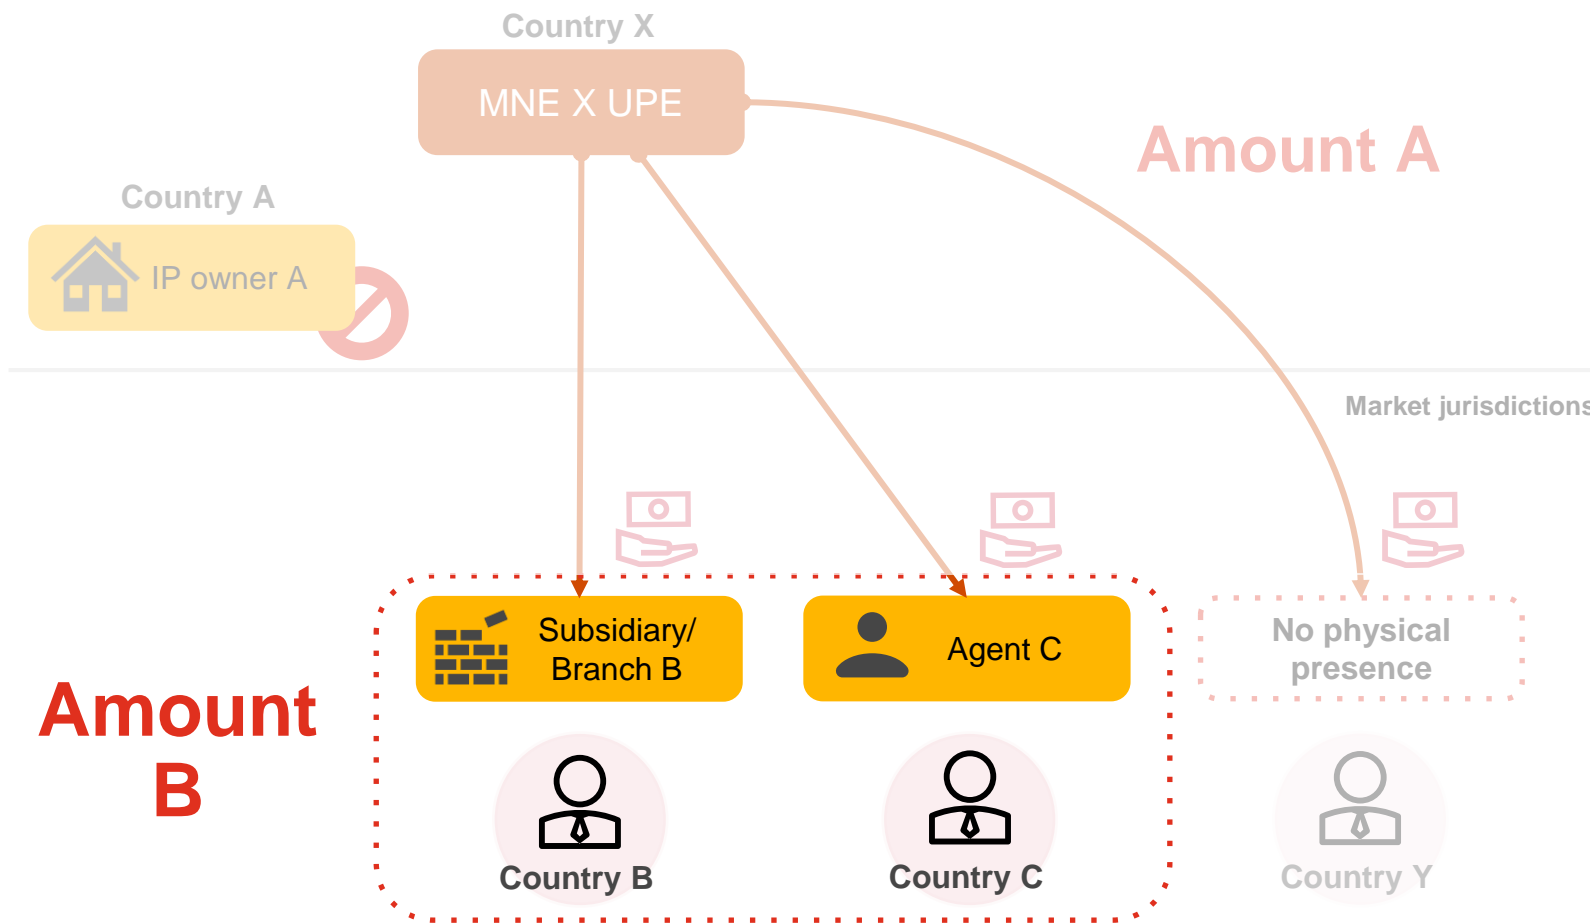 Country X
MNE X UPE
Amount A
Country A
IP owner A
Market jurisdictions
Subsidiary/
Branch B
Agent C
No physical
presence
Amount
B
Country B
Country C
Country Y